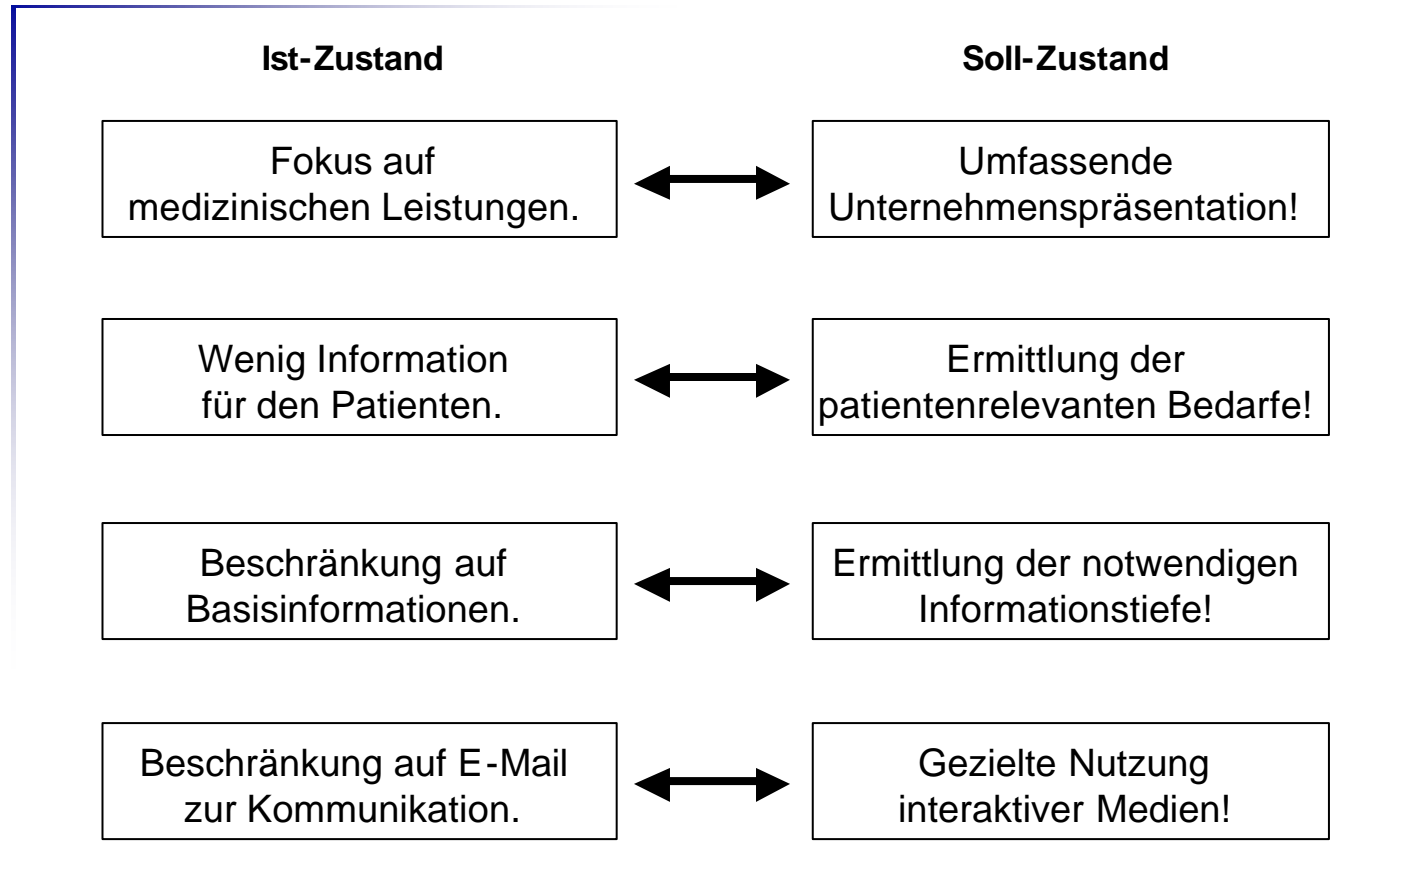 Ist-Zustand
Soll-Zustand
Fokus auf
medizinischen Leistungen.
Umfassende
Unternehmenspräsentation!
Wenig Information
für den Patienten.
Ermittlung der
patientenrelevanten Bedarfe!
Beschränkung auf
Basisinformationen.
Ermittlung der notwendigen
Informationstiefe!
Beschränkung auf E-Mail
zur Kommunikation.
Gezielte Nutzung
interaktiver Medien!